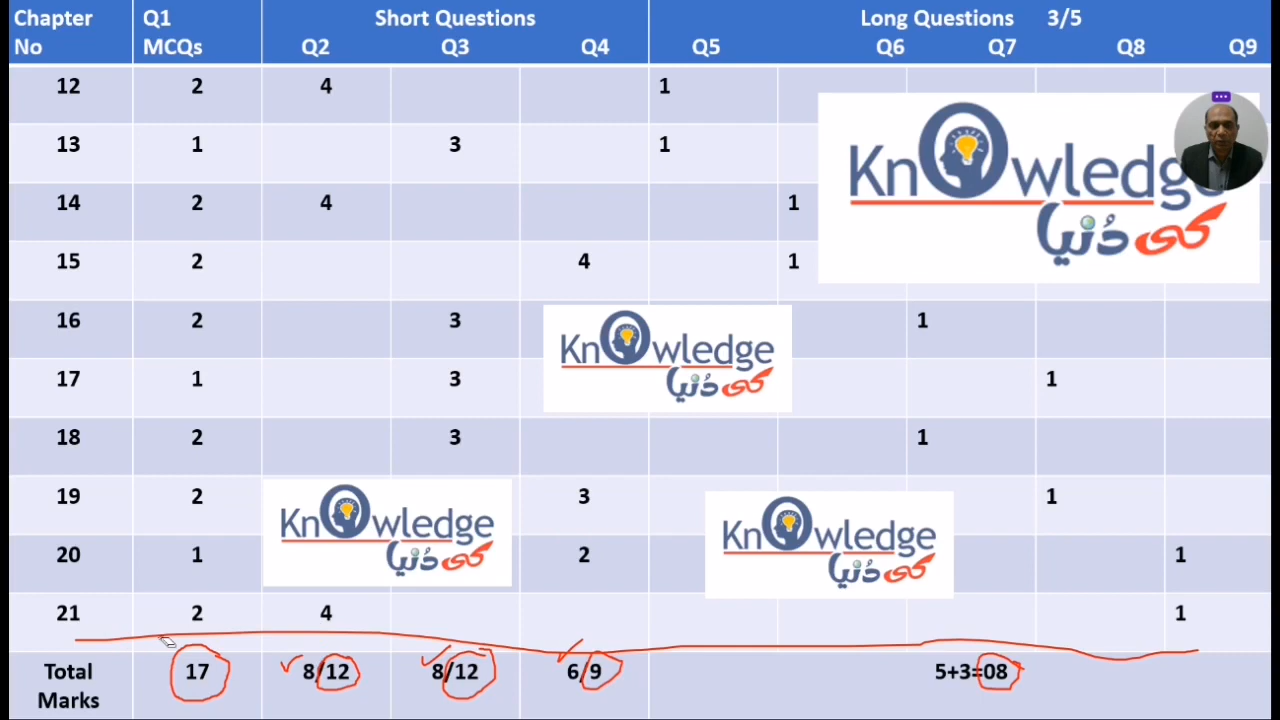 Chapter No Q1 MCQs Short Questions Long Questions 3/5
Q2 Q3 Q4 Q5 Q6 Q7 Q8 Q9
12 2 4 1
13 1 3 1
14 2 4 1
15 2 4 1
16 2 3 1
17 1 3 1
18 2 3 1
19 2 3 1
20 1 2 1
21 2 4 1
Total Marks 17 8/12 8/12 6/9 5+3=08
Knowledge
کی دُنیا
Knowledge
کی دُنیا
Knowledge
کی دُنیا
Knowledge
کی دُنیا